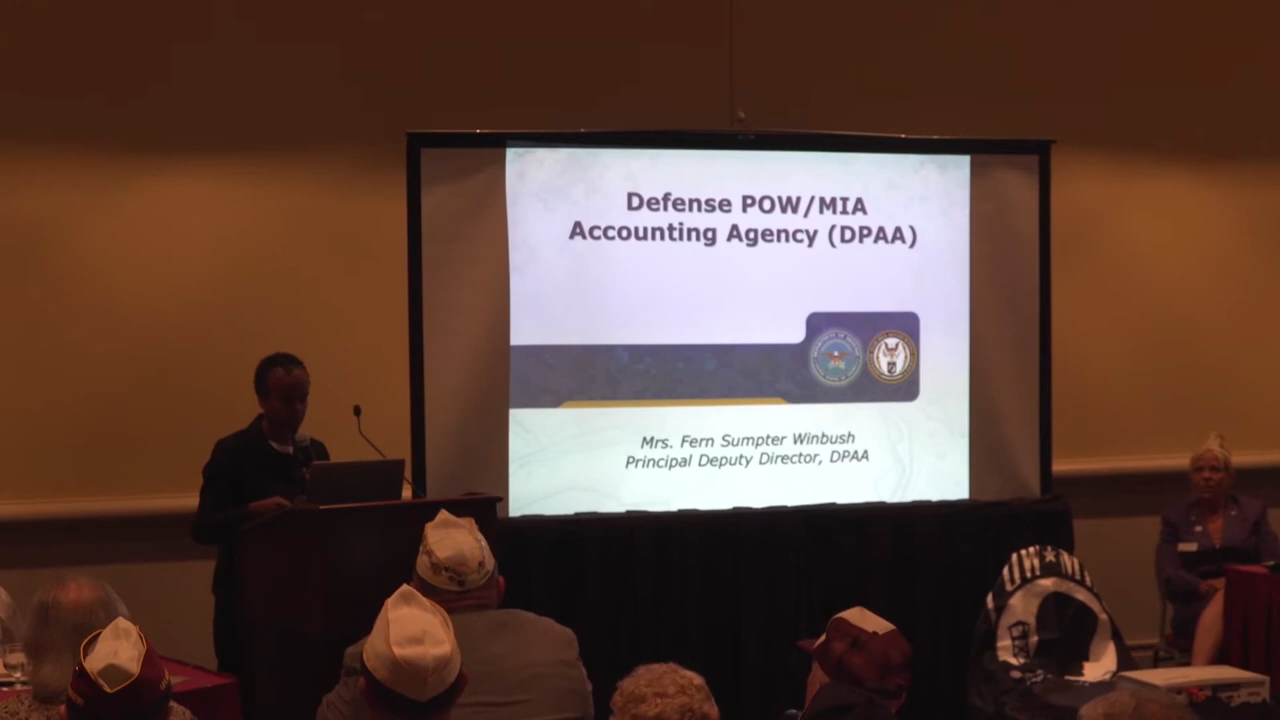 Defense POW/MIA
Accounting Agency (DPAA)
Mrs. Fern Sumpter Winbush
Principal Deputy Director, DPAA